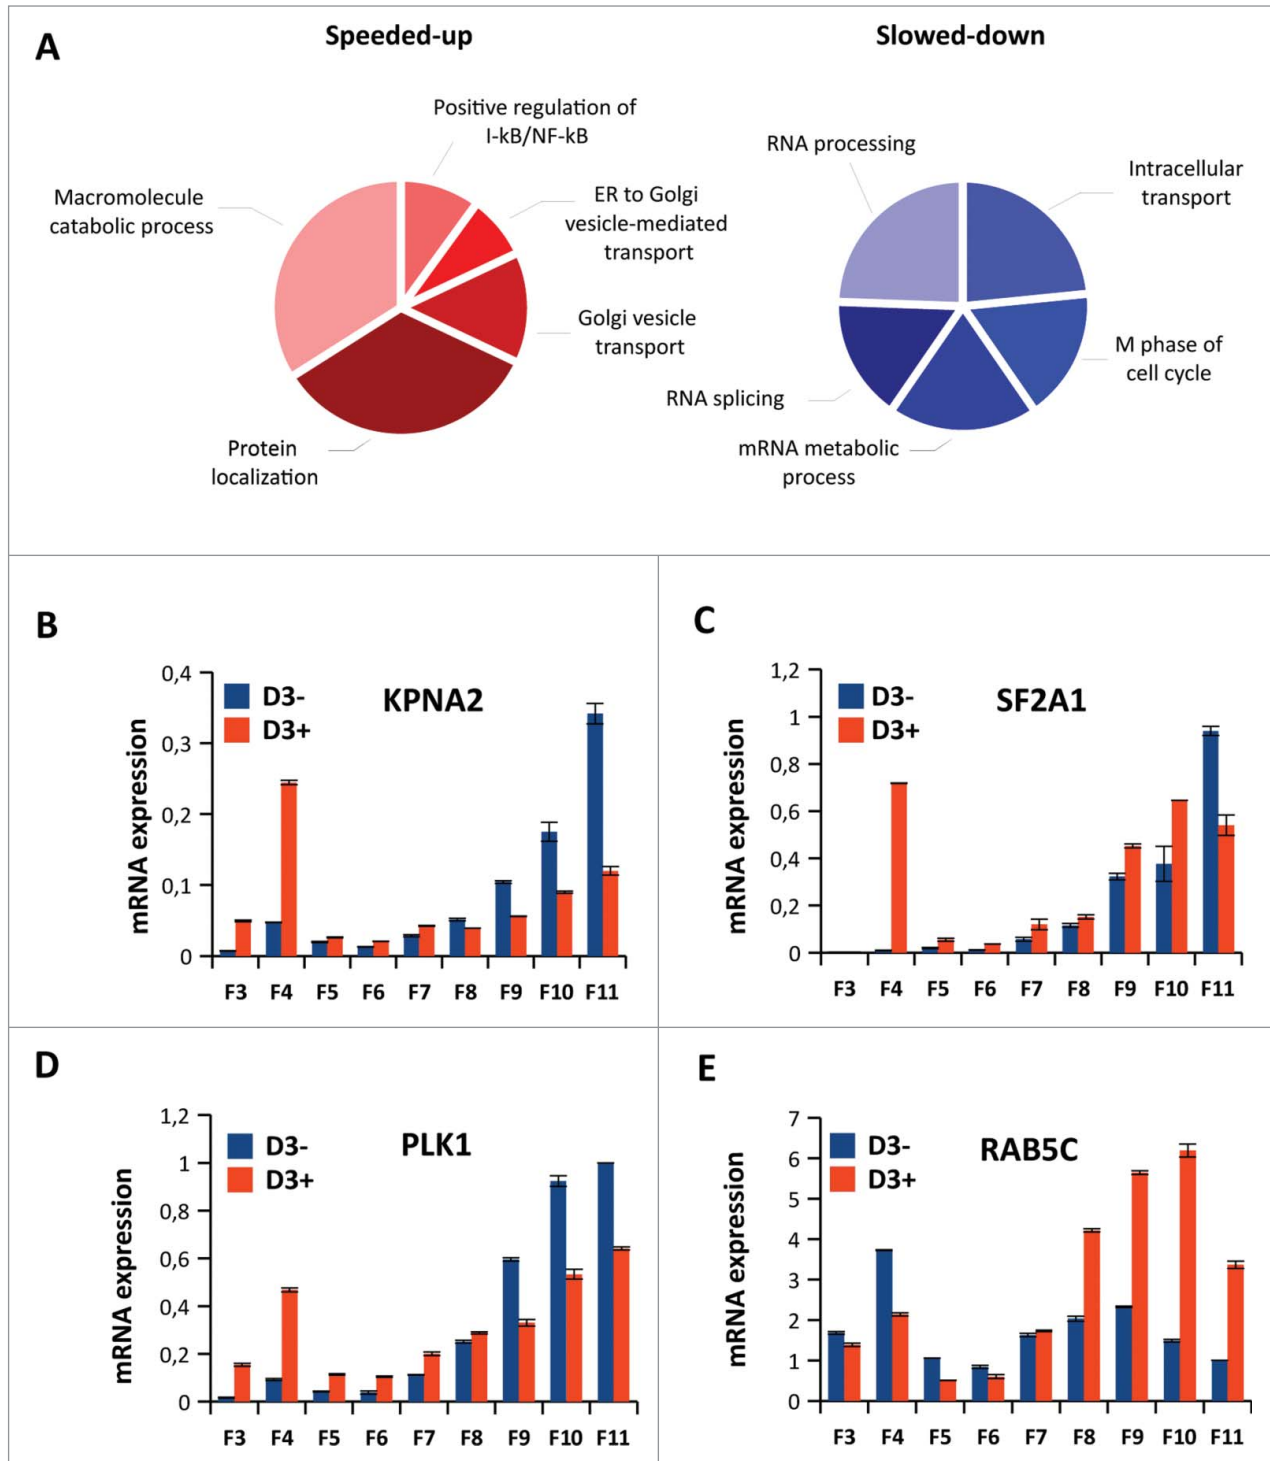 A
Speeded-up
Slowed-down
Positive regulation of
I-kB/NF-kB
Macromolecule
catabolic process
ER to Golgi
vesicle-mediated
transport
Golgi vesicle
transport
Protein
localization
RNA processing
Intracellular
transport
M phase of
cell cycle
RNA splicing
mRNA metabolic
process
B
KPNA2
D3-
D3+
mRNA expression
0,4
0,3
0,2
0,1
0
F3 F4 F5 F6 F7 F8 F9 F10 F11
C
SF2A1
D3-
D3+
mRNA expression
1,2
1
0,8
0,6
0,4
0,2
0
F3 F4 F5 F6 F7 F8 F9 F10 F11
D
PLK1
D3-
D3+
mRNA expression
1,2
1
0,8
0,6
0,4
0,2
0
F3 F4 F5 F6 F7 F8 F9 F10 F11
E
RAB5C
D3-
D3+
mRNA expression
7
6
5
4
3
2
1
0
F3 F4 F5 F6 F7 F8 F9 F10 F11